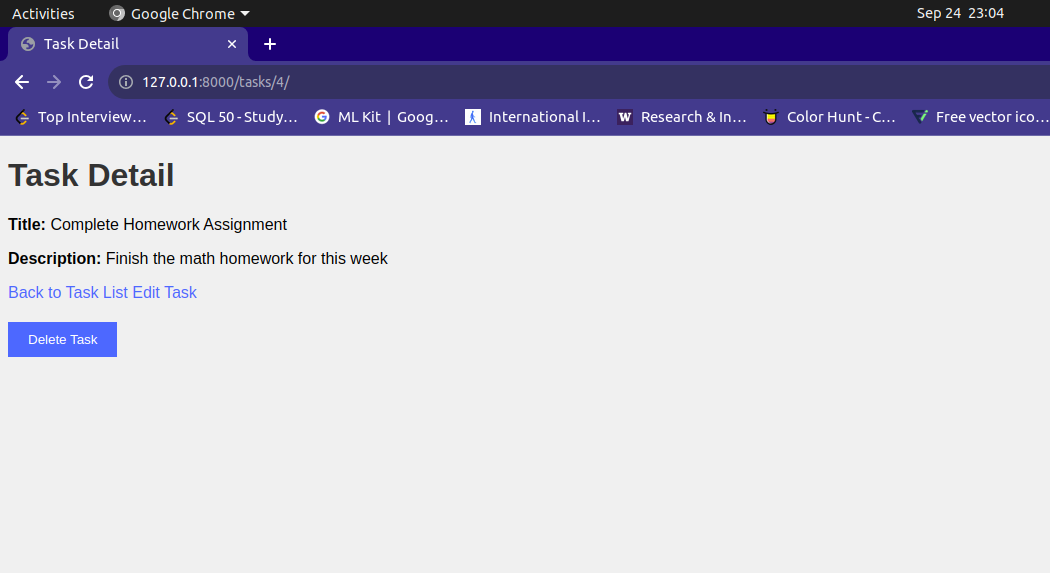 Activities Google Chrome Sep 24 23:04
Task Detail
127.0.0.1:8000/tasks/4/
Top Interview… SQL 50 - Study… ML Kit | Goog… International I… Research & In… Color Hunt - C… Free vector ico…
Task Detail
Title: Complete Homework Assignment
Description: Finish the math homework for this week
Back to Task List Edit Task
Delete Task